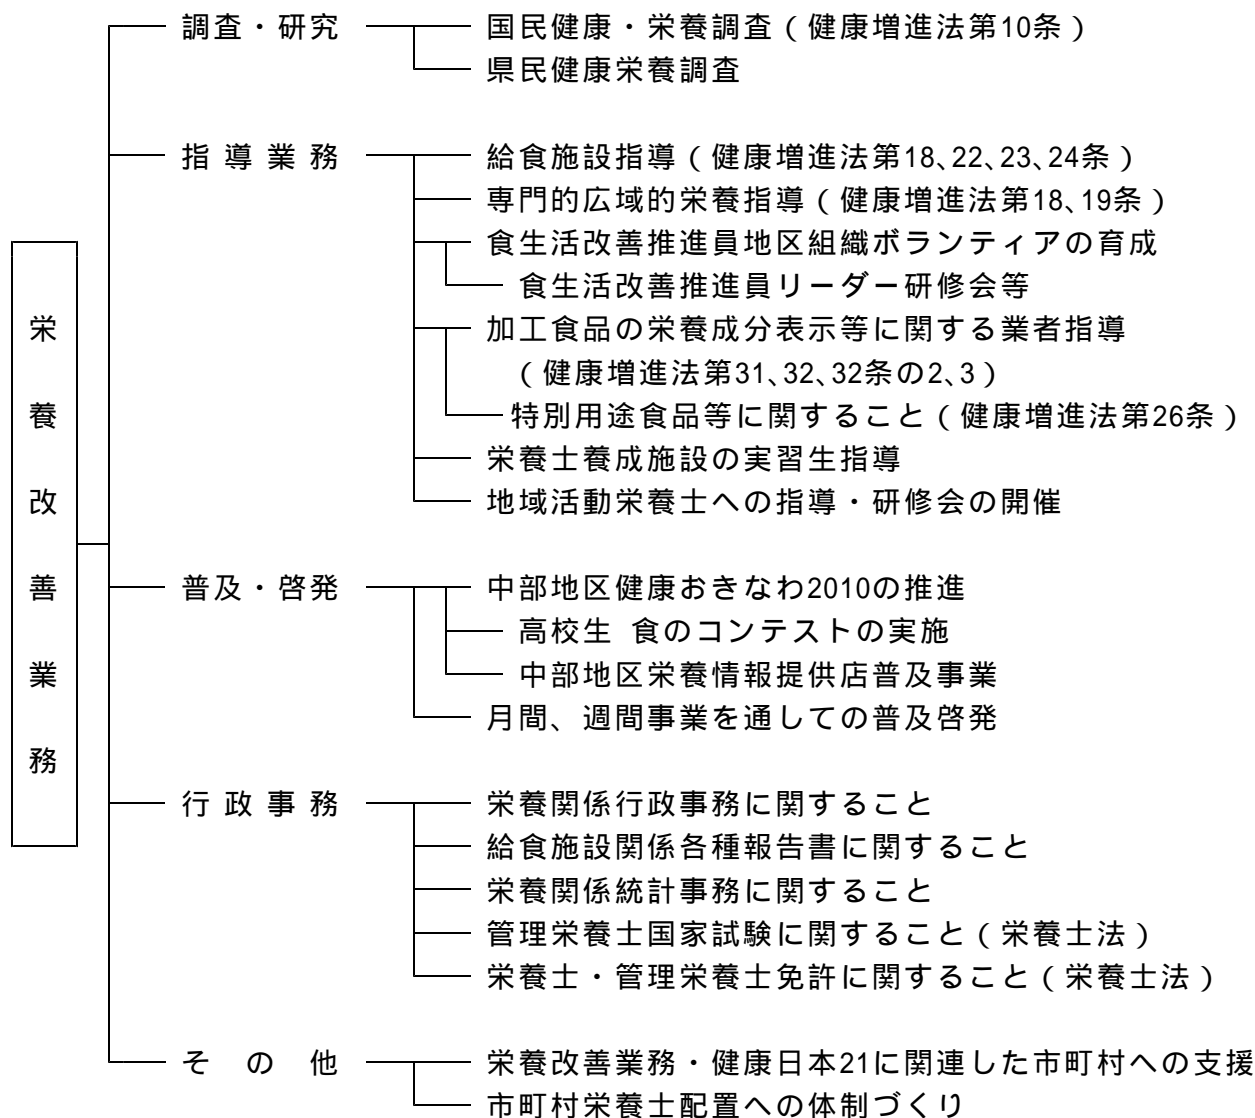 栄養改善業務
調査・研究
国民健康・栄養調査（健康増進法第10条）
県民健康栄養調査
指導業務
給食施設指導（健康増進法第18、22、23、24条）
専門的広域的栄養指導（健康増進法第18、19条）
食生活改善推進員地区組織ボランティアの育成
食生活改善推進員リーダー研修会等
加工食品の栄養成分表示等に関する業者指導
（健康増進法第31、32、32条の2、3）
特別用途食品等に関すること（健康増進法第26条）
栄養士養成施設の実習生指導
地域活動栄養士への指導・研修会の開催
普及・啓発
中部地区健康おきなわ2010の推進
高校生 食のコンテストの実施
中部地区栄養情報提供店普及事業
月間、週間事業を通しての普及啓発
行政事務
栄養関係行政事務に関すること
給食施設関係各種報告書に関すること
栄養関係統計事務に関すること
管理栄養士国家試験に関すること（栄養士法）
栄養士・管理栄養士免許に関すること（栄養士法）
その他
栄養改善業務・健康日本21に関連した市町村への支援
市町村栄養士配置への体制づくり